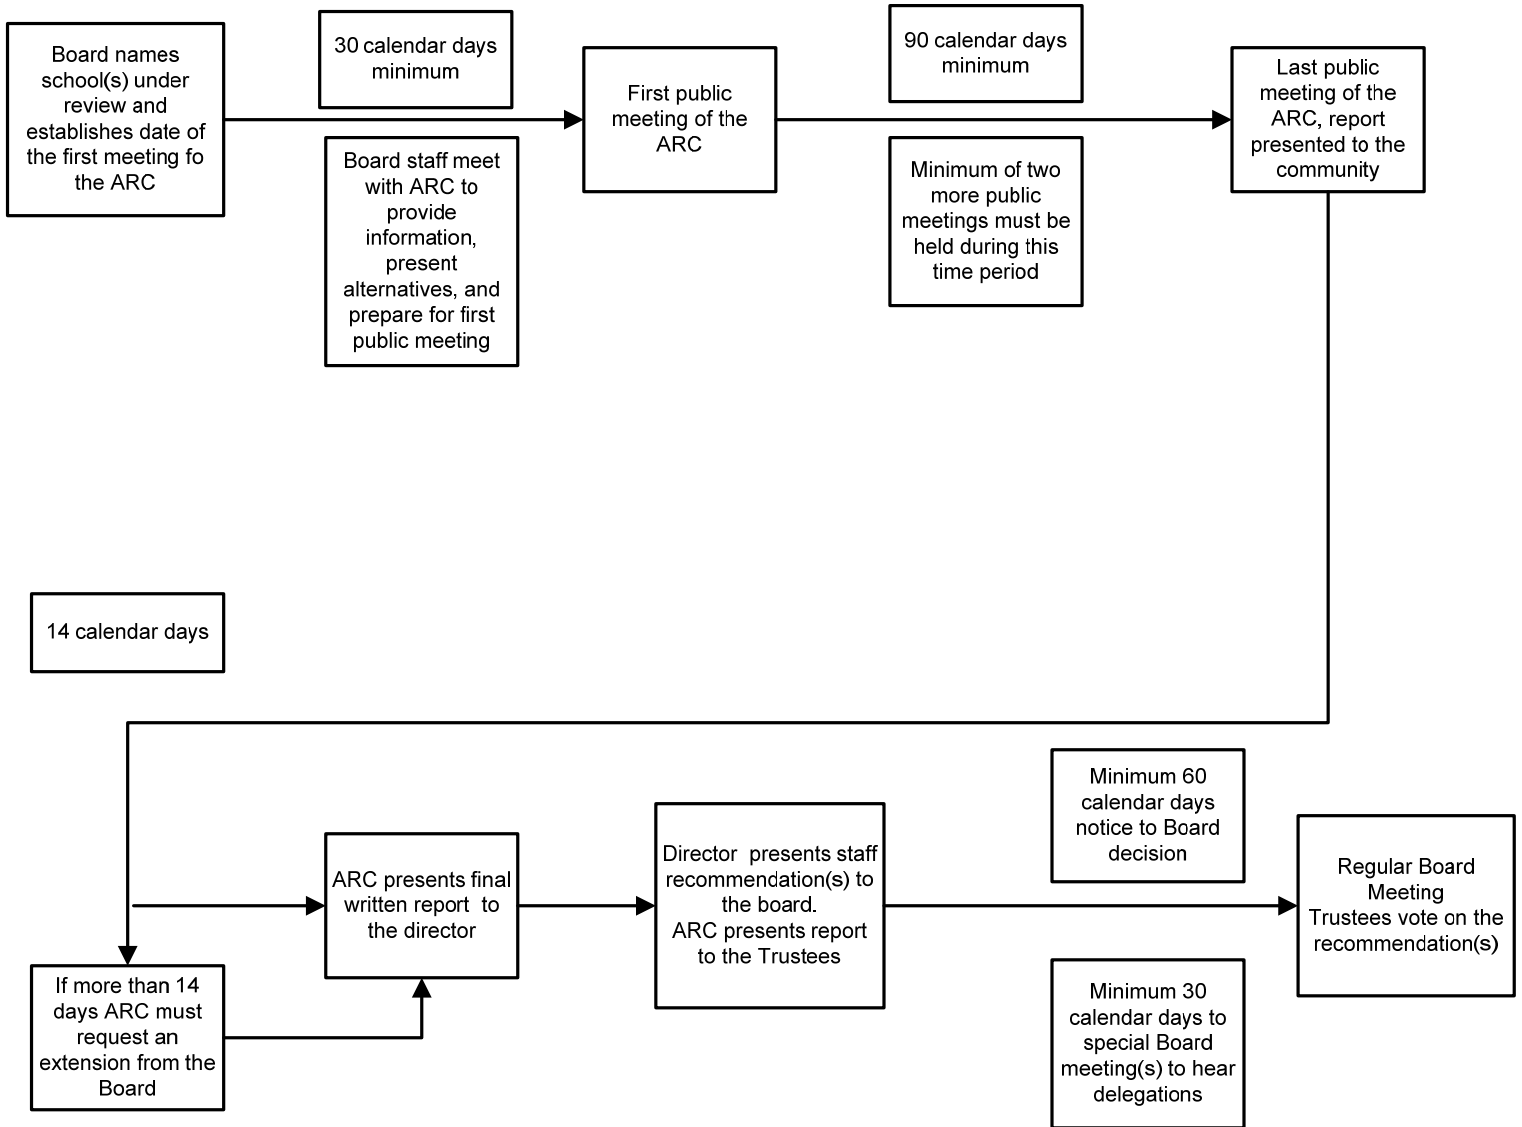 Board names
school(s) under
review and
establishes date of
the first meeting fo
the ARC
30 calendar days
minimum
Board staff meet
with ARC to
provide
information,
present
alternatives, and
prepare for first
public meeting
First public
meeting of the
ARC
90 calendar days
minimum
Minimum of two
more public
meetings must be
held during this
time period
Last public
meeting of the
ARC, report
presented to the
community
14 calendar days
If more than 14
days ARC must
request an
extension from the
Board
ARC presents final
written report to
the director
Director presents staff
recommendation(s) to
the board.
ARC presents report
to the Trustees
Minimum 60
calendar days
notice to Board
decision
Minimum 30
calendar days to
special Board
meeting(s) to hear
delegations
Regular Board
Meeting
Trustees vote on the
recommendation(s)